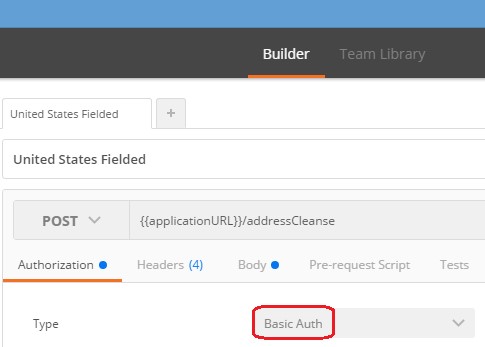 Builder Team Library
United States Fielded +
United States Fielded
POST {{applicationURL}}/addressCleanse
Authorization Headers (4) Body Pre-request Script Tests
Type Basic Auth